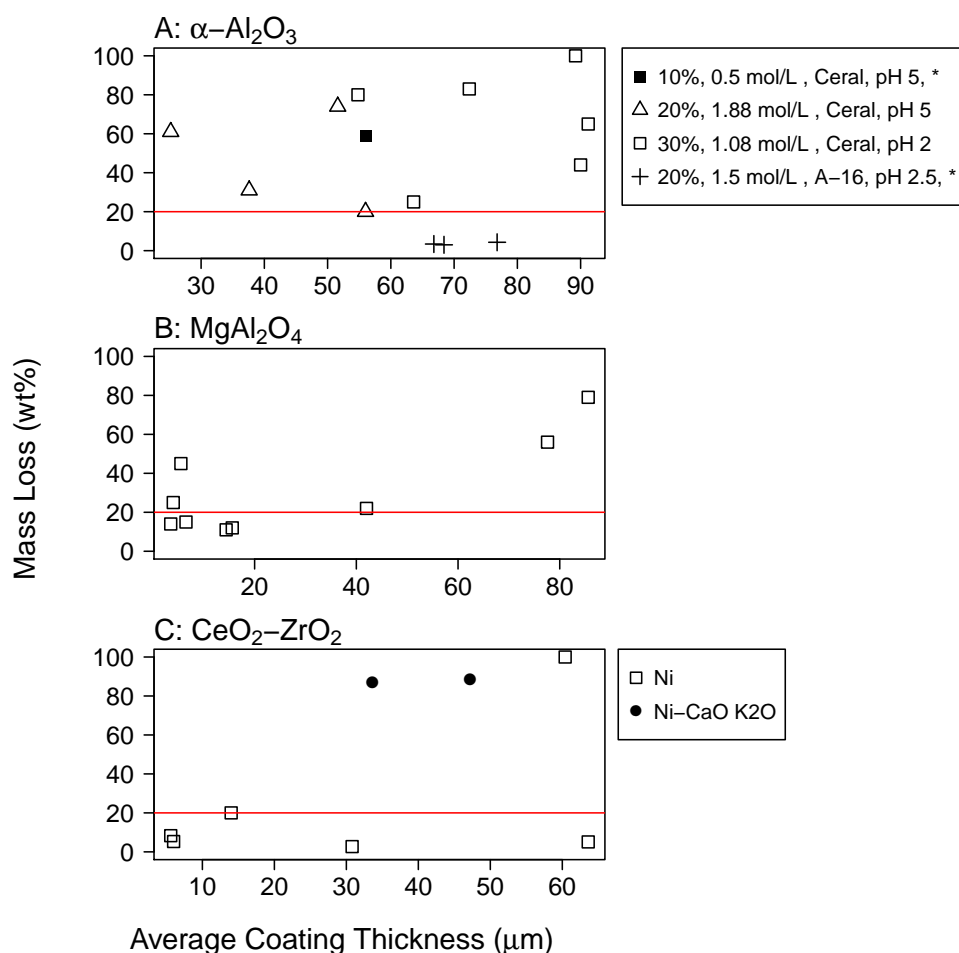 A: α−Al₂O₃
100
80
60
40
20
0
30 40 50 60 70 80 90
10%, 0.5 mol/L , Ceral, pH 5, *
20%, 1.88 mol/L , Ceral, pH 5
30%, 1.08 mol/L , Ceral, pH 2
20%, 1.5 mol/L , A−16, pH 2.5, *
B: MgAl₂O₄
100
80
60
40
20
0
20 40 60 80
Mass Loss (wt%)
C: CeO₂−ZrO₂
100
80
60
40
20
0
10 20 30 40 50 60
Ni
Ni−CaO K2O
Average Coating Thickness (μm)